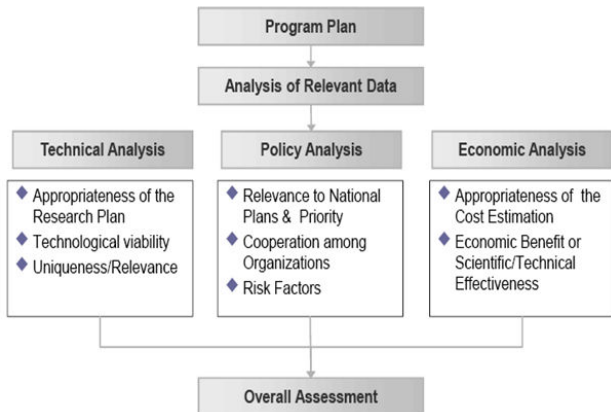 Program Plan
Analysis of Relevant Data
Technical Analysis
Policy Analysis
Economic Analysis
Appropriateness of the
Research Plan
Technological viability
Uniqueness/Relevance
Relevance to National
Plans & Priority
Cooperation among
Organizations
Risk Factors
Appropriateness of the
Cost Estimation
Economic Benefit or
Scientific/Technical
Effectiveness
Overall Assessment